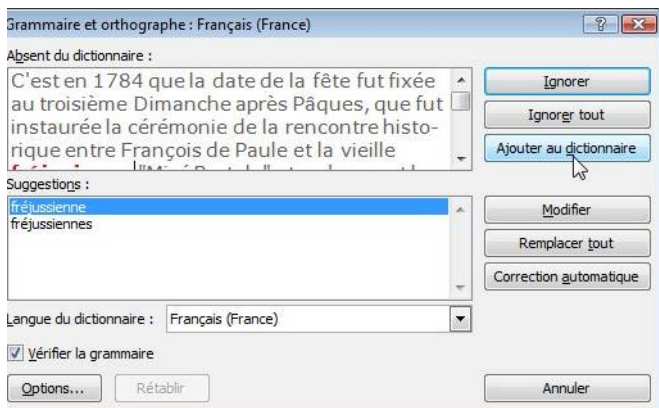 Grammaire et orthographe : Français (France)
Absent du dictionnaire :
C'est en 1784 que la date de la fête fut fixée
au troisième Dimanche après Pâques, que fut
instaurée la cérémonie de la rencontre histo-
rique entre François de Paule et la vieille
Ignorer
Ignorer tout
Ajouter au dictionnaire
Suggestions :
fréjussienne
fréjussiennes
Modifier
Remplacer tout
Correction automatique
Langue du dictionnaire : Français (France)
Vérifier la grammaire
Options... Rétablir Annuler